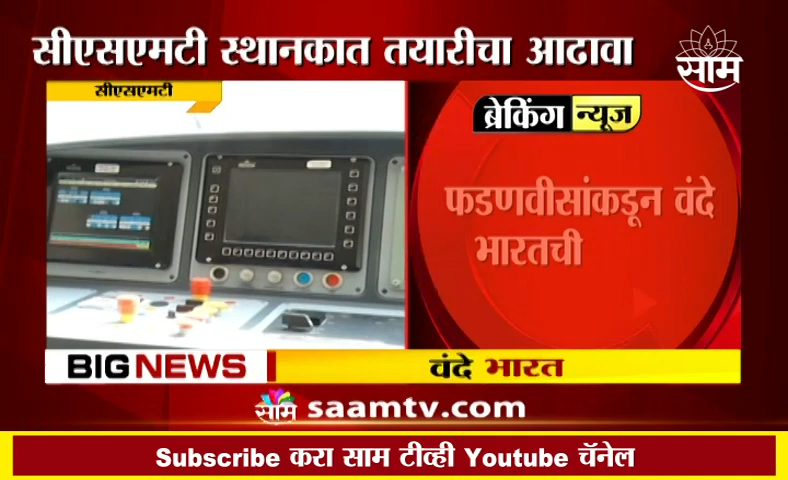 सीएसएमटी स्थानकात तयारीचा आढावा
साम
सीएसएमटी
ब्रेकिंग न्यूज
फडणवीसांकडून वंदे
भारतची
BIG NEWS
वंदे भारत
साम saamtv.com
Subscribe करा साम टीव्ही Youtube चॅनेल